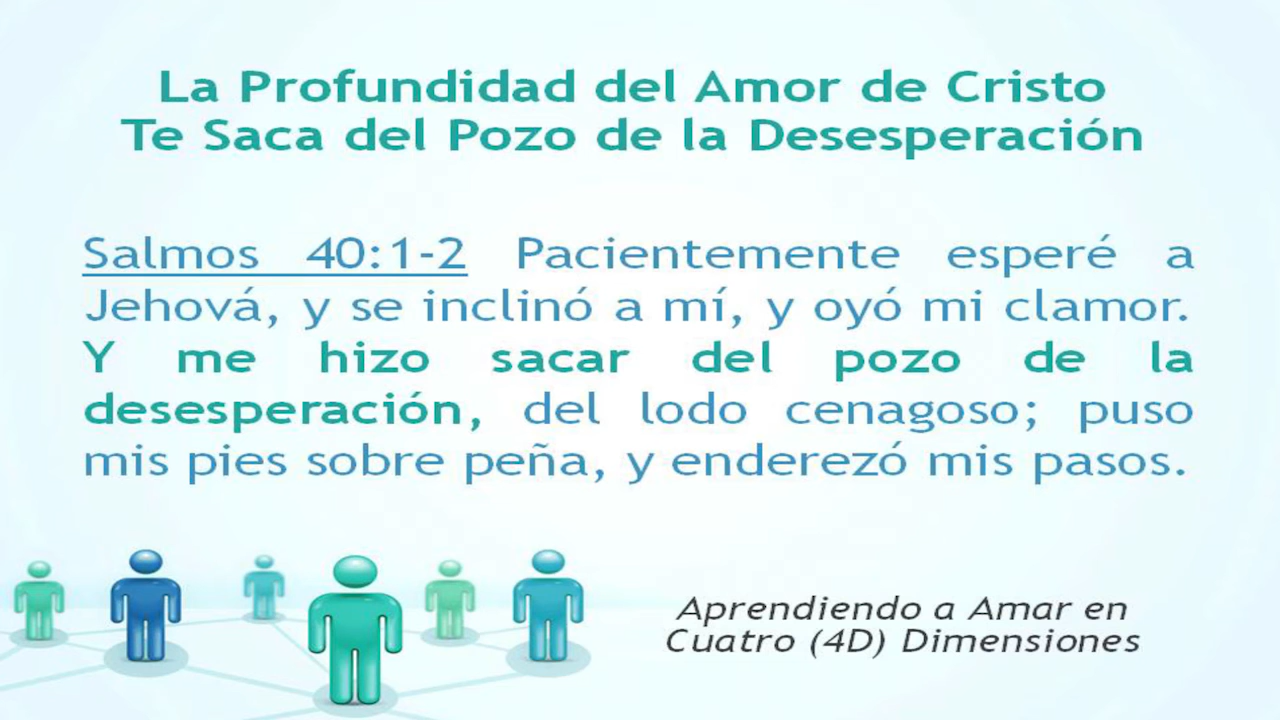 La Profundidad del Amor de Cristo
Te Saca del Pozo de la Desesperación
Salmos 40:1-2 Pacientemente esperé a
Jehová, y se inclinó a mí, y oyó mi clamor.
Y me hizo sacar del pozo de la
desesperación, del lodo cenagoso; puso
mis pies sobre peña, y enderezó mis pasos.
Aprendiendo a Amar en
Cuatro (4D) Dimensiones